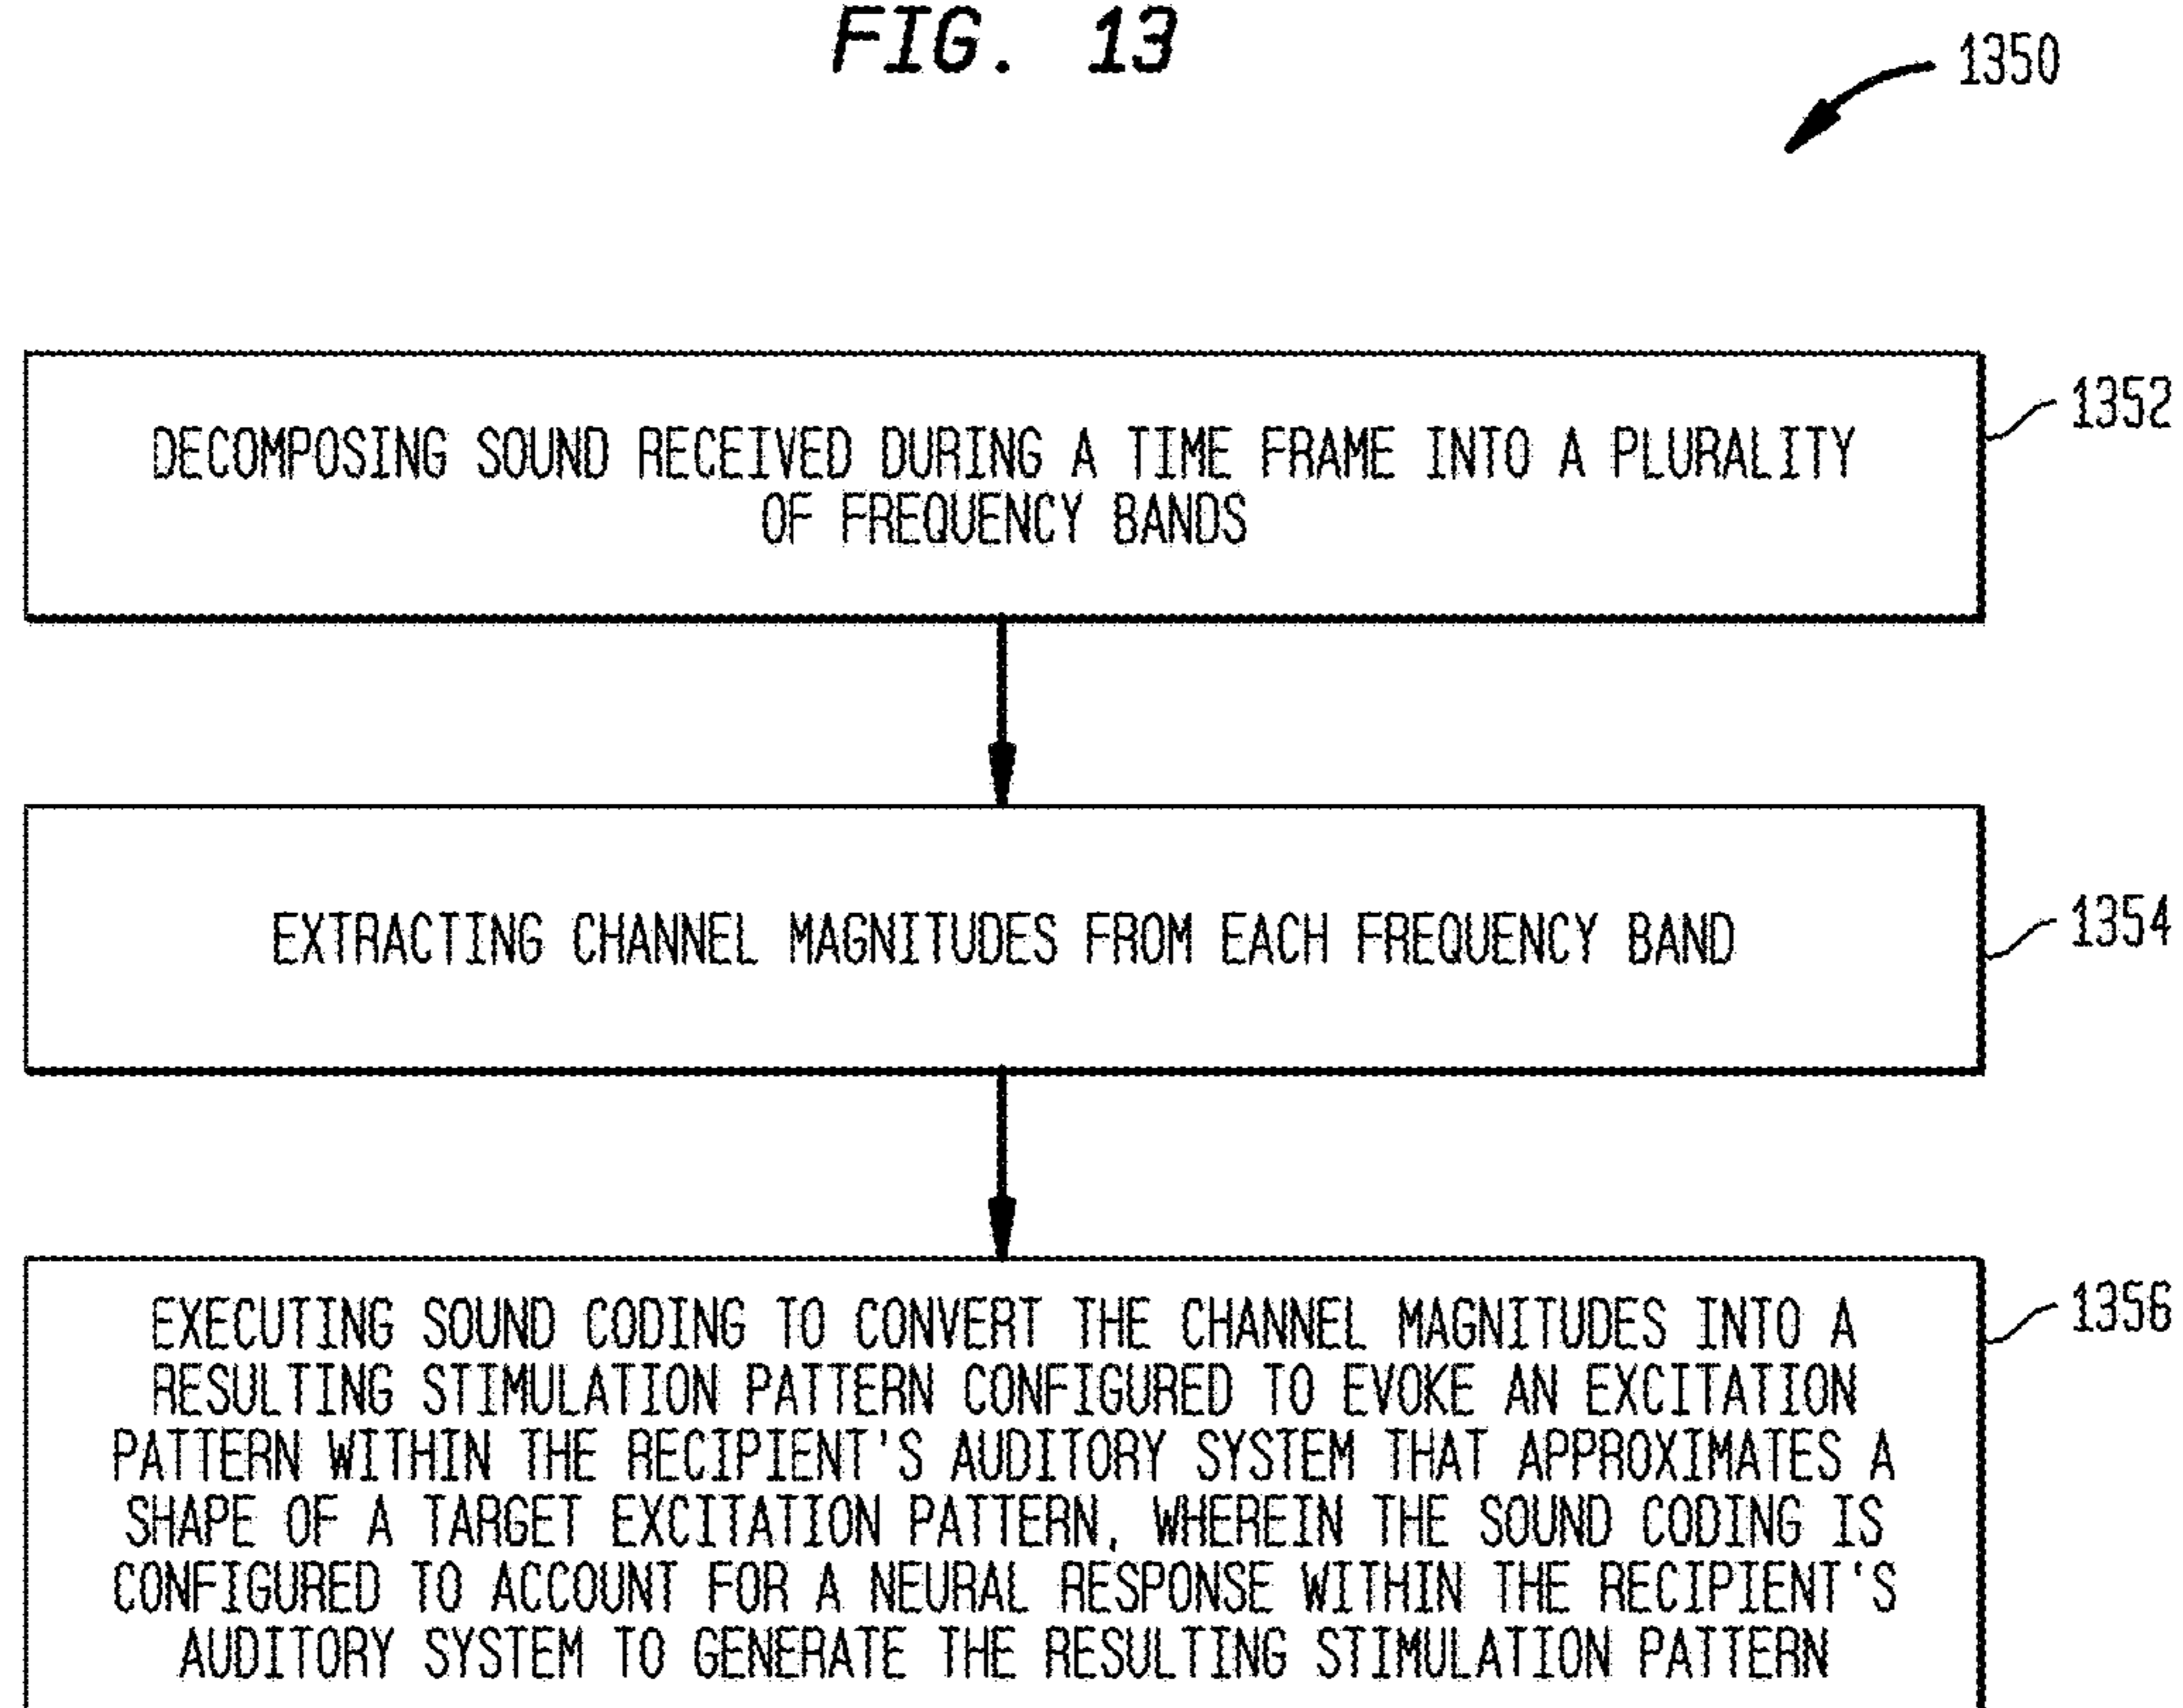 FIG. 13
1350
DECOMPOSING SOUND RECEIVED DURING A TIME FRAME INTO A PLURALITY
OF FREQUENCY BANDS
1352
EXTRACTING CHANNEL MAGNITUDES FROM EACH FREQUENCY BAND
1354
EXECUTING SOUND CODING TO CONVERT THE CHANNEL MAGNITUDES INTO A
RESULTING STIMULATION PATTERN CONFIGURED TO EVOKE AN EXCITATION
PATTERN WITHIN THE RECIPIENT'S AUDITORY SYSTEM THAT APPROXIMATES A
SHAPE OF A TARGET EXCITATION PATTERN, WHEREIN THE SOUND CODING IS
CONFIGURED TO ACCOUNT FOR A NEURAL RESPONSE WITHIN THE RECIPIENT'S
AUDITORY SYSTEM TO GENERATE THE RESULTING STIMULATION PATTERN
1356